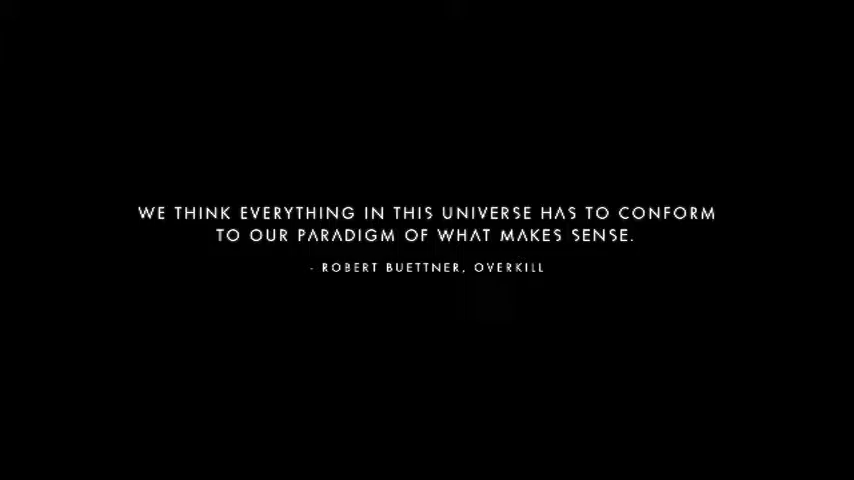 WE THINK EVERYTHING IN THIS UNIVERSE HAS TO CONFORM
TO OUR PARADIGM OF WHAT MAKES SENSE.
- ROBERT BUETTNER, OVERKILL